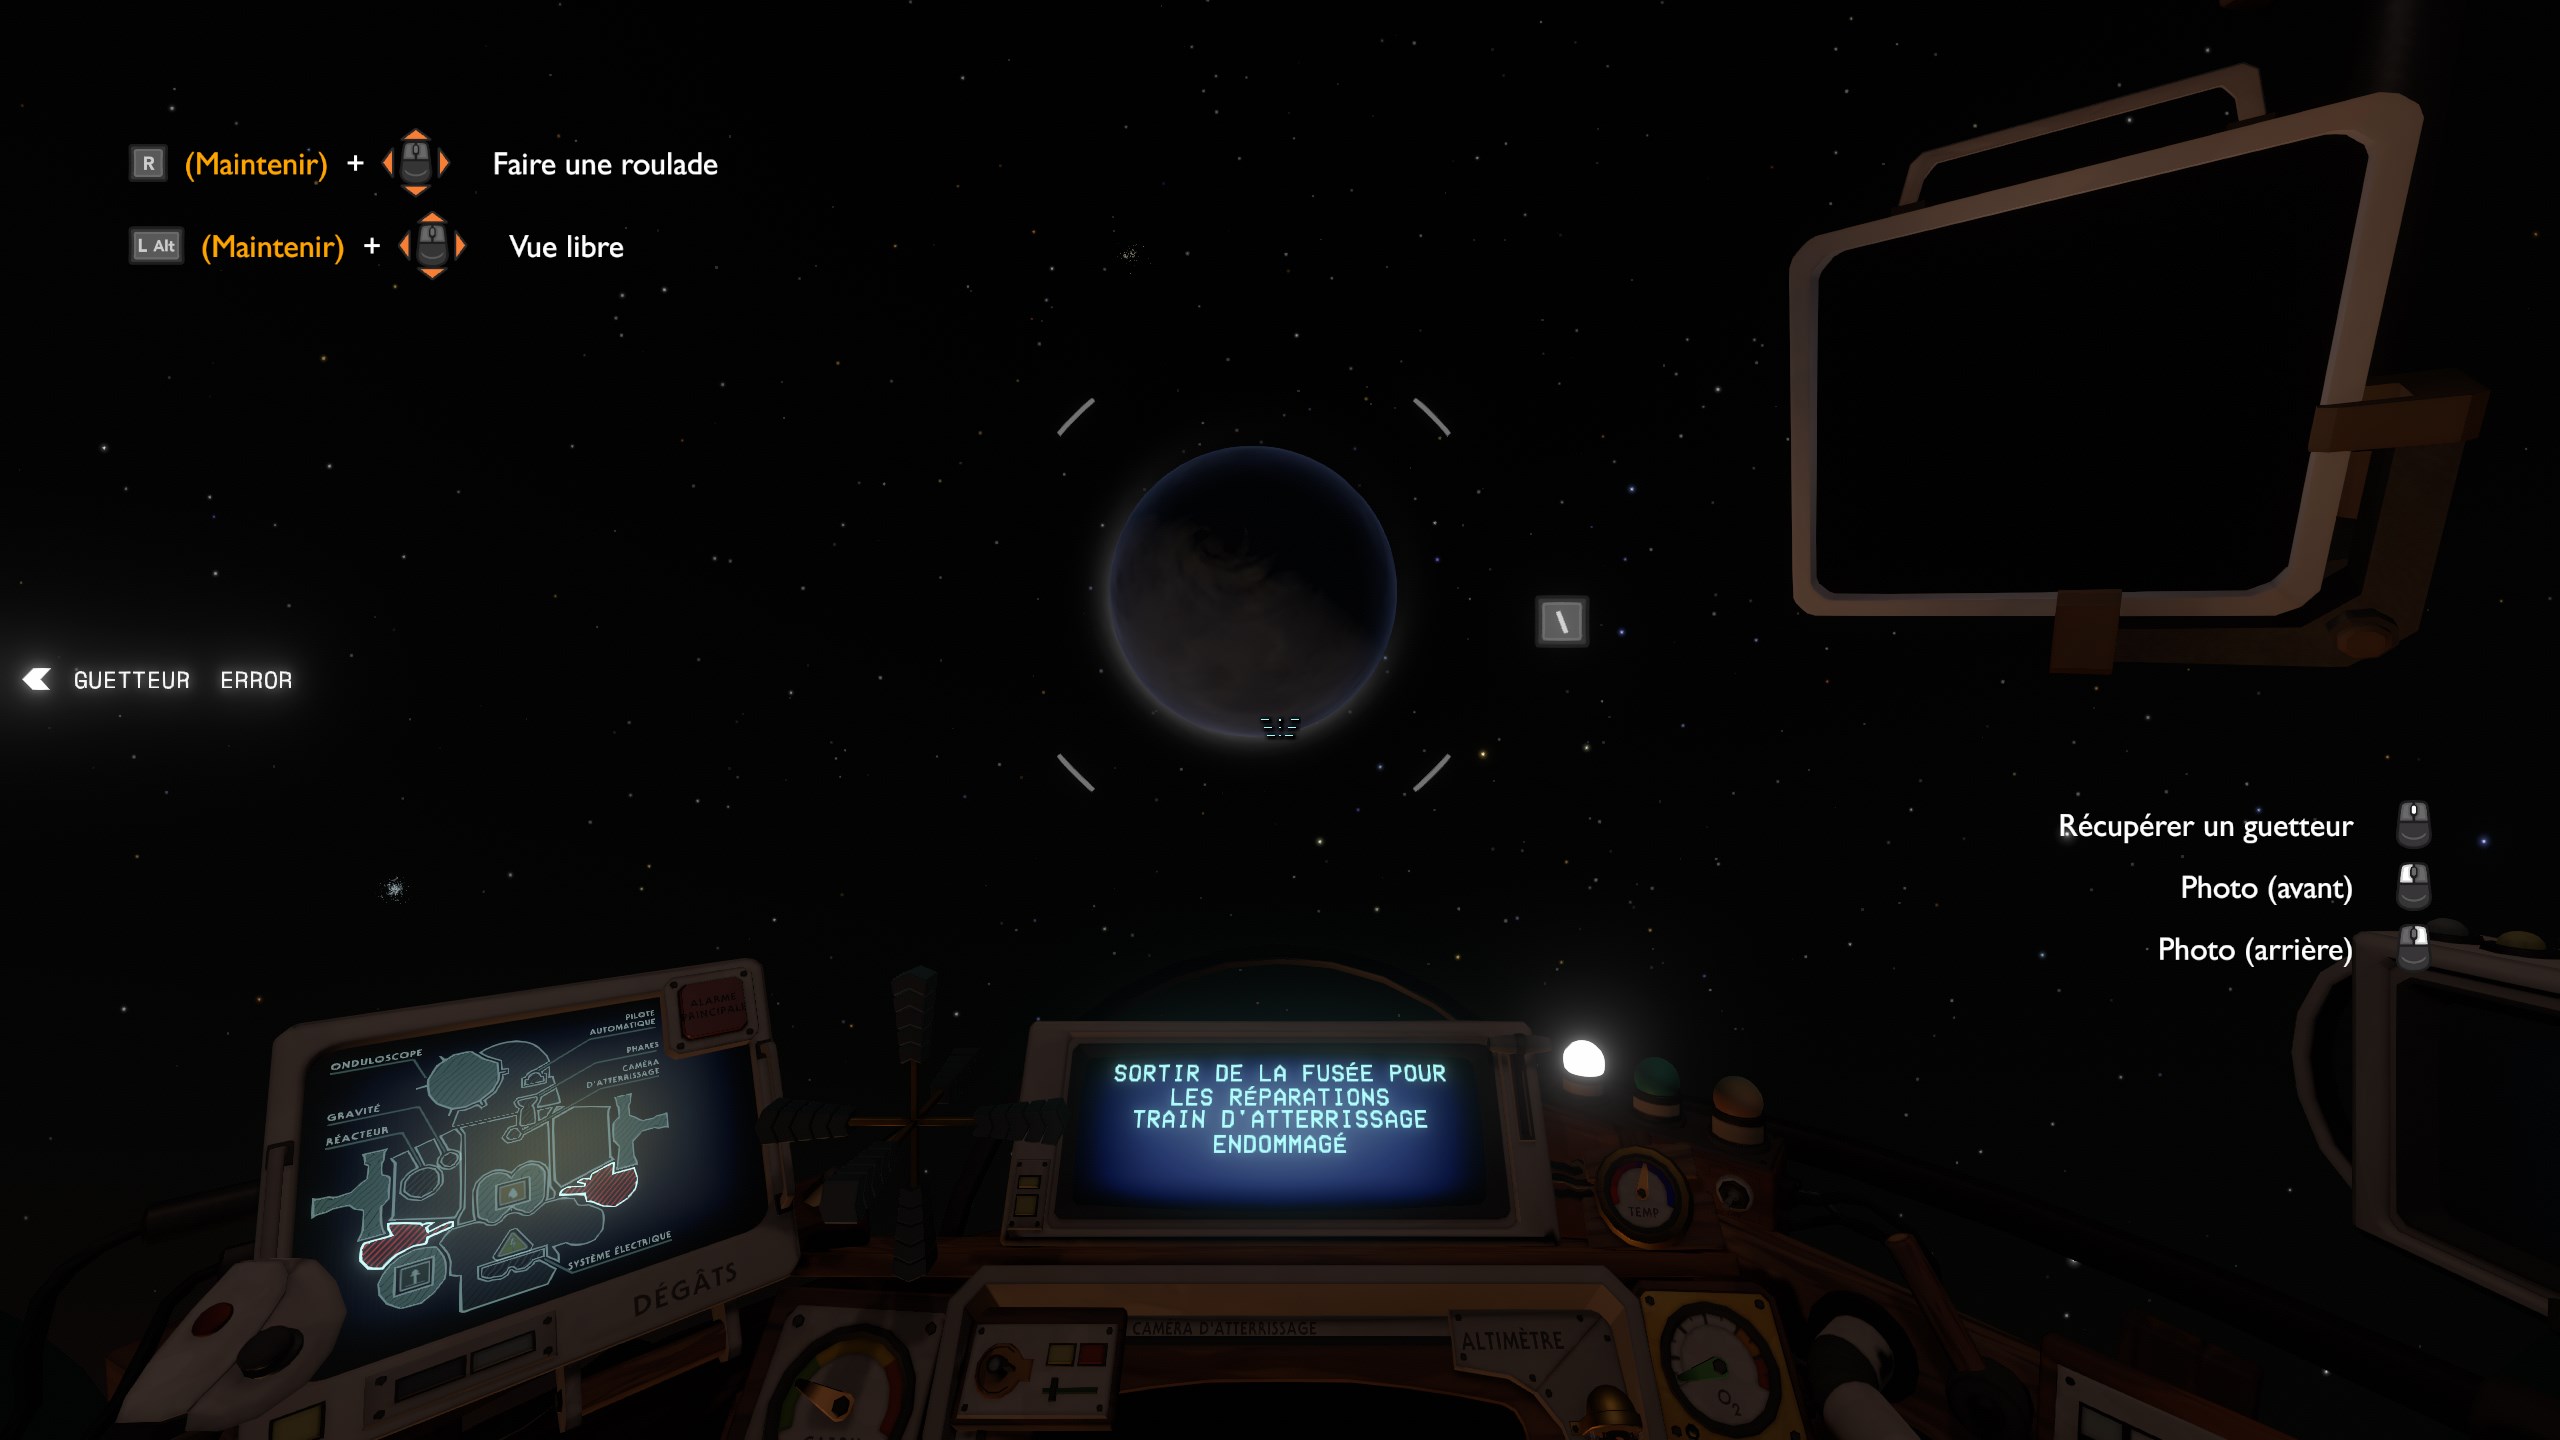 R (Maintenir) + Faire une roulade
L Alt (Maintenir) + Vue libre
\
GUETTEUR ERROR
Récupérer un guetteur
Photo (avant)
Photo (arrière)
ALARME
PRINCIPALE
PILOTE
AUTOMATIQUE
ONDULOSCOPE
PHARES
CAMÉRA
D'ATTERRISSAGE
GRAVITÉ
RÉACTEUR
SYSTÈME ÉLECTRIQUE
DÉGÂTS
SORTIR DE LA FUSÉE POUR
LES RÉPARATIONS
TRAIN D'ATTERRISSAGE
ENDOMMAGÉ
TEMP
CAMÉRA D'ATTERRISSAGE
ALTIMÈTRE
O2